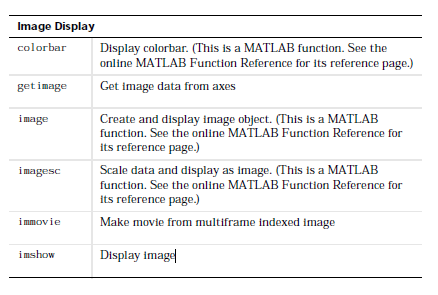 Image Display
colorbar Display colorbar. (This is a MATLAB function. See the
online MATLAB Function Reference for its reference page.)
getimage Get image data from axes
image Create and display image object. (This is a MATLAB
function. See the online MATLAB Function Reference for
its reference page.)
imagesc Scale data and display as image. (This is a MATLAB
function. See the online MATLAB Function Reference for
its reference page.)
immovie Make movie from multiframe indexed image
imshow Display image